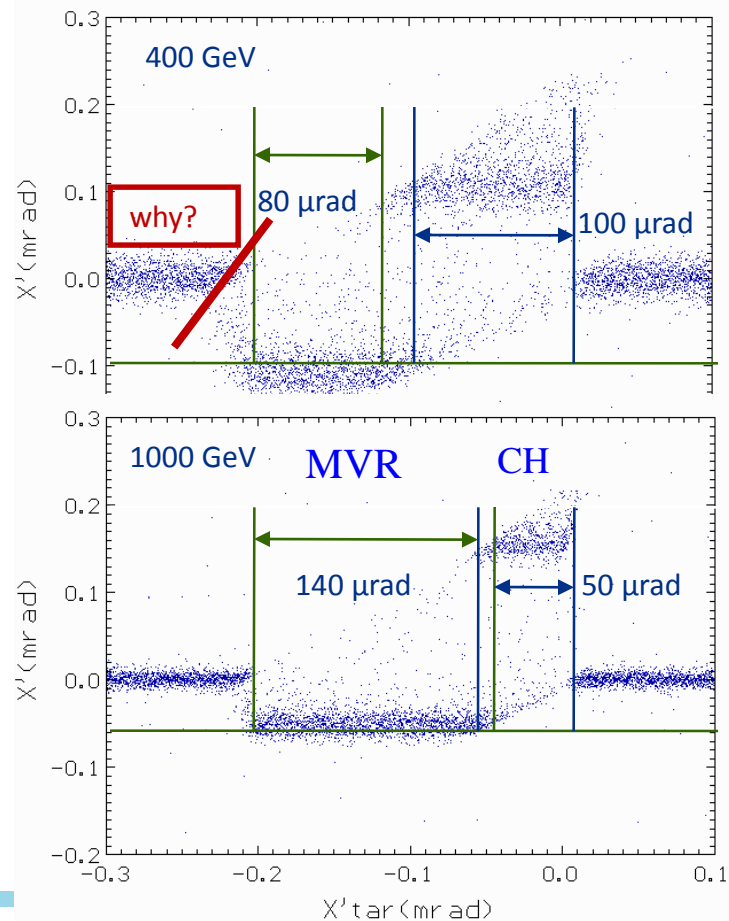 0.3
400 GeV
0.2
why?
80 μrad
0.1
100 μrad
X'(mrad)
0.0
-0.1
0.3
1000 GeV
MVR
CH
0.2
140 μrad
50 μrad
0.1
X'(mrad)
0.0
-0.1
-0.2
-0.3
-0.2
-0.1
0.0
0.1
X'tar(mrad)